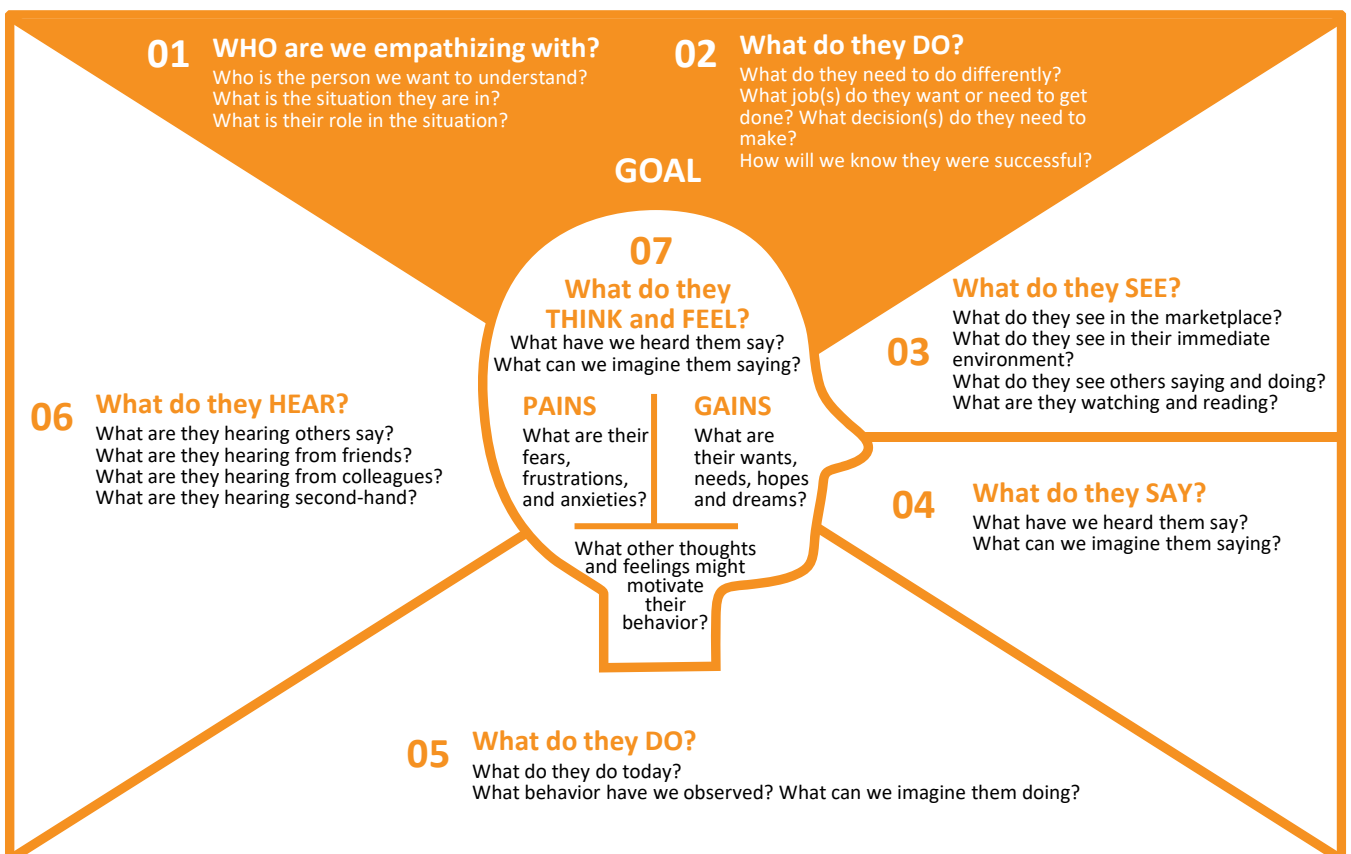 01
WHO are we empathizing with?
Who is the person we want to understand?
What is the situation they are in?
What is their role in the situation?
02
What do they DO?
What do they need to do differently?
What job(s) do they want or need to get
done? What decision(s) do they need to
make?
How will we know they were successful?
GOAL
03
What do they SEE?
What do they see in the marketplace?
What do they see in their immediate
environment?
What do they see others saying and doing?
What are they watching and reading?
04
What do they SAY?
What have we heard them say?
What can we imagine them saying?
05
What do they DO?
What do they do today?
What behavior have we observed? What can we imagine them doing?
06
What do they HEAR?
What are they hearing others say?
What are they hearing from friends?
What are they hearing from colleagues?
What are they hearing second-hand?
07
What do they
THINK and FEEL?
What have we heard them say?
What can we imagine them saying?
PAINS
What are their
fears,
frustrations,
and anxieties?
GAINS
What are
their wants,
needs, hopes
and dreams?
What other thoughts
and feelings might
motivate
their
behavior?